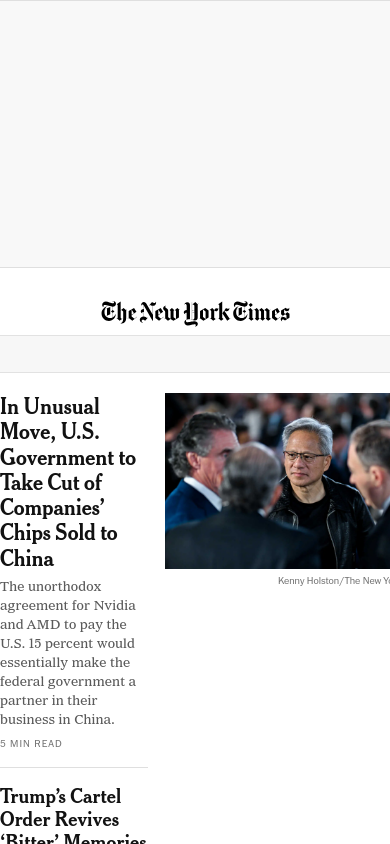 The New York Times
In Unusual
Move, U.S.
Government to
Take Cut of
Companies’
Chips Sold to
China
The unorthodox
agreement for Nvidia
and AMD to pay the
U.S. 15 percent would
essentially make the
federal government a
partner in their
business in China.
5 MIN READ
Kenny Holston/The New Yo
Trump’s Cartel
Order Revives
‘Bitter’ Memories